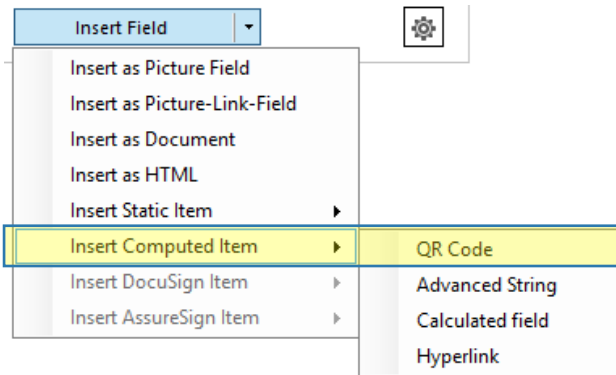 Insert Field
Insert as Picture Field
Insert as Picture-Link-Field
Insert as Document
Insert as HTML
Insert Static Item
Insert Computed Item
QR Code
Insert DocuSign Item
Advanced String
Insert AssureSign Item
Calculated field
Hyperlink